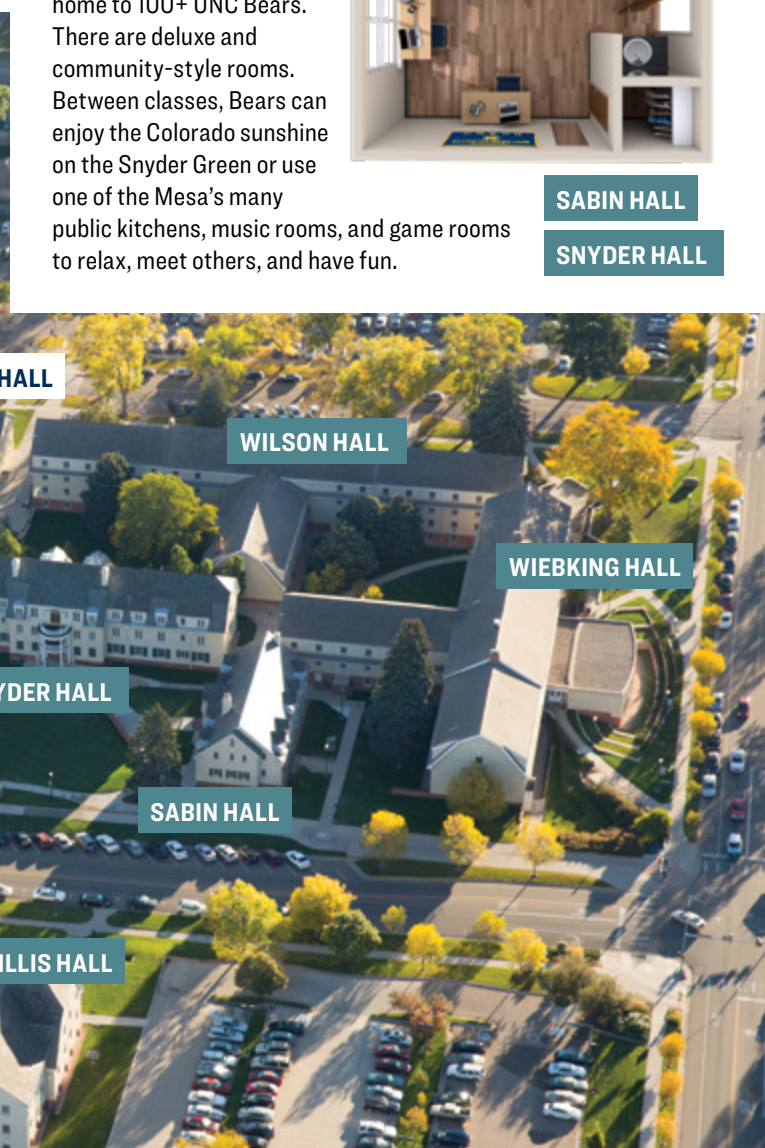 home to 100+ UNC Bears.
There are deluxe and
community-style rooms.
Between classes, Bears can
enjoy the Colorado sunshine
on the Snyder Green or use
one of the Mesa's many
public kitchens, music rooms, and game rooms
to relax, meet others, and have fun.
SABIN HALL
SNYDER HALL
HALL
WILSON HALL
WIEBKING HALL
YDER HALL
SABIN HALL
ILLIS HALL